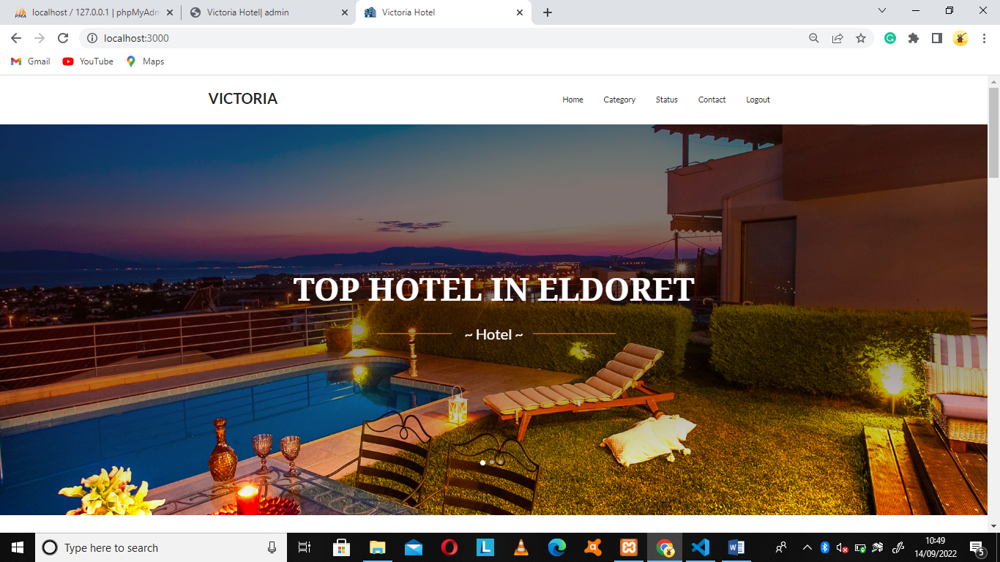 localhost / 127.0.0.1 | phpMyAdm
Victoria Hotel| admin
Victoria Hotel
localhost:3000
Gmail
YouTube
Maps
VICTORIA
Home
Category
Status
Contact
Logout
TOP HOTEL IN ELDORET
~ Hotel ~
Type here to search
10:49
14/09/2022
5